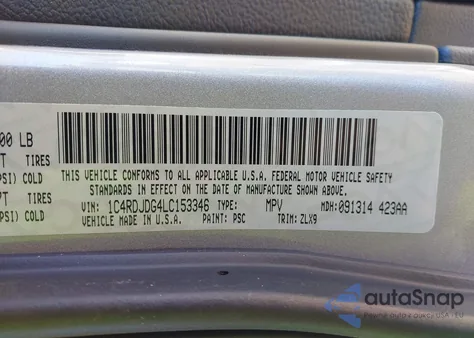 00 LB
T TIRES
PSI) COLD
PT TIRES
PSI) COLD
THIS VEHICLE CONFORMS TO ALL APPLICABLE U.S.A. FEDERAL MOTOR VEHICLE SAFETY
STANDARDS IN EFFECT ON THE DATE OF MANUFACTURE SHOWN ABOVE.
VIN: 1C4RDJDG4LC153346 TYPE: MPV MDH: 091314 423AA
VEHICLE MADE IN U.S.A. PAINT: PSC TRIM: ZLX9
autoSnap